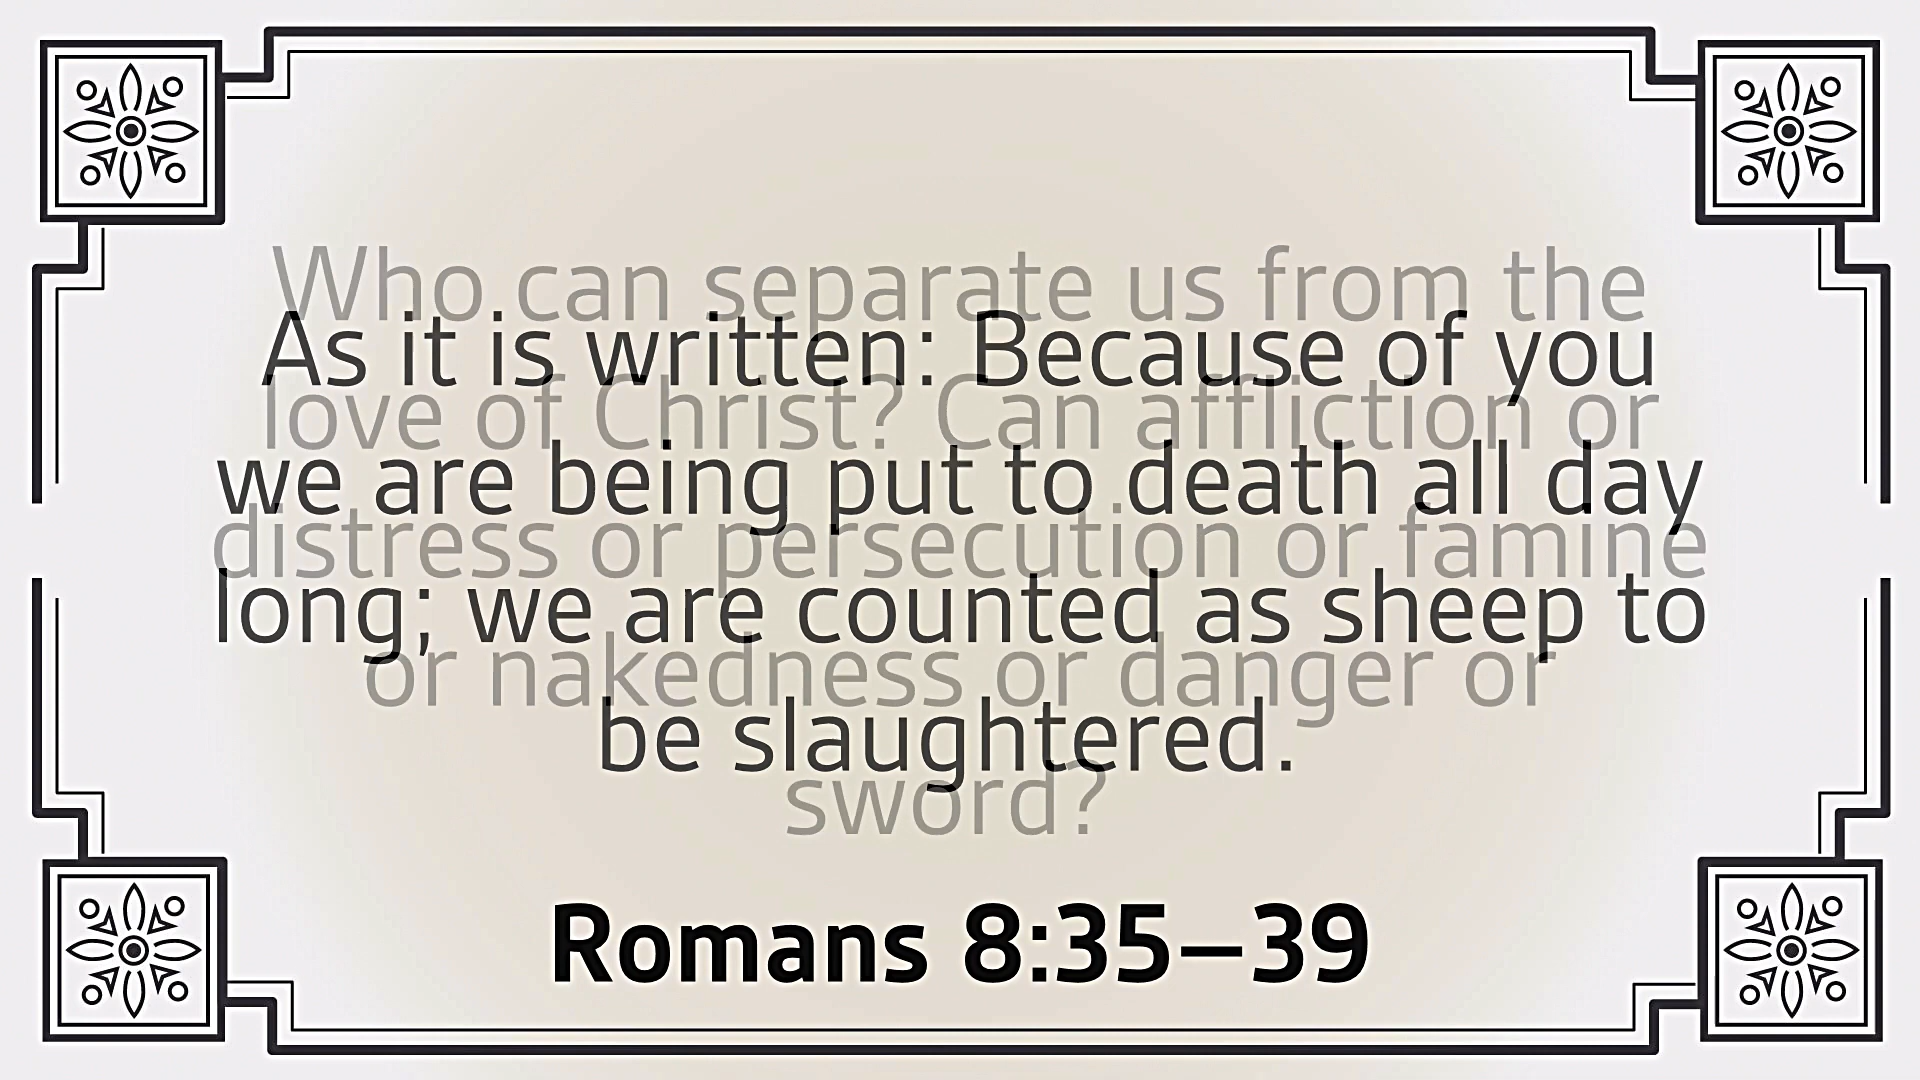 Who can separate us from the
love of Christ? Can affliction or
distress or persecution or famine
or nakedness or danger or
sword?
As it is written: Because of you
we are being put to death all day
long; we are counted as sheep to
be slaughtered.
Romans 8:35–39